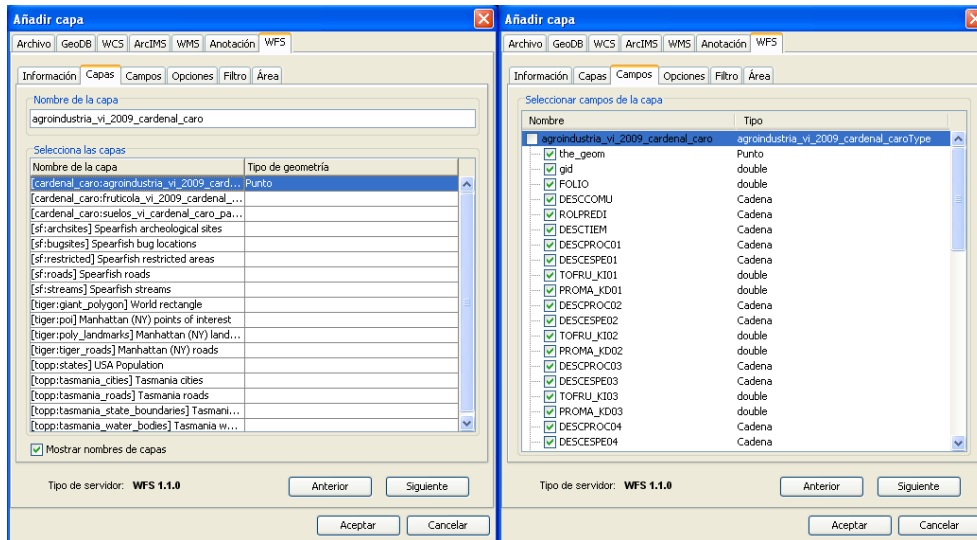 Añadir capa
Archivo GeoDB WCS ArcIMS WMS Anotación WFS
Información Capas Campos Opciones Filtro Área
Nombre de la capa
agroindustria_vi_2009_cardenal_caro
Selecciona las capas
Nombre de la capa Tipo de geometría
[cardenal_caro:agroindustria_vi_2009_card... Punto
[cardenal_caro:fruticola_vi_2009_cardenal_...
[cardenal_caro:suelos_vi_cardenal_caro_pa...
[sf:archsites] Spearfish archeological sites
[sf:bugsites] Spearfish bug locations
[sf:restricted] Spearfish restricted areas
[sf:roads] Spearfish roads
[sf:streams] Spearfish streams
[tiger:giant_polygon] World rectangle
[tiger:poi] Manhattan (NY) points of interest
[tiger:poly_landmarks] Manhattan (NY) land...
[tiger:tiger_roads] Manhattan (NY) roads
[topp:states] USA Population
[topp:tasmania_cities] Tasmania cities
[topp:tasmania_roads] Tasmania roads
[topp:tasmania_state_boundaries] Tasmani...
[topp:tasmania_water_bodies] Tasmania w...
Mostrar nombres de capas
Tipo de servidor: WFS 1.1.0
Anterior Siguiente
Aceptar Cancelar
Añadir capa
Archivo GeoDB WCS ArcIMS WMS Anotación WFS
Información Capas Campos Opciones Filtro Área
Seleccionar campos de la capa
Nombre Tipo
agroindustria_vi_2009_cardenal_caro agroindustria_vi_2009_cardenal_caroType
the_geom Punto
gid double
FOLIO double
DESCCOMU Cadena
ROLPREDI Cadena
DESCTIEM Cadena
DESCPROC01 Cadena
DESCESPE01 Cadena
TOFRU_KI01 double
PROMA_KD01 double
DESCPROC02 Cadena
DESCESPE02 Cadena
TOFRU_KI02 double
PROMA_KD02 double
DESCPROC03 Cadena
DESCESPE03 Cadena
TOFRU_KI03 double
PROMA_KD03 double
DESCPROC04 Cadena
DESCESPE04 Cadena
Tipo de servidor: WFS 1.1.0
Anterior Siguiente
Aceptar Cancelar